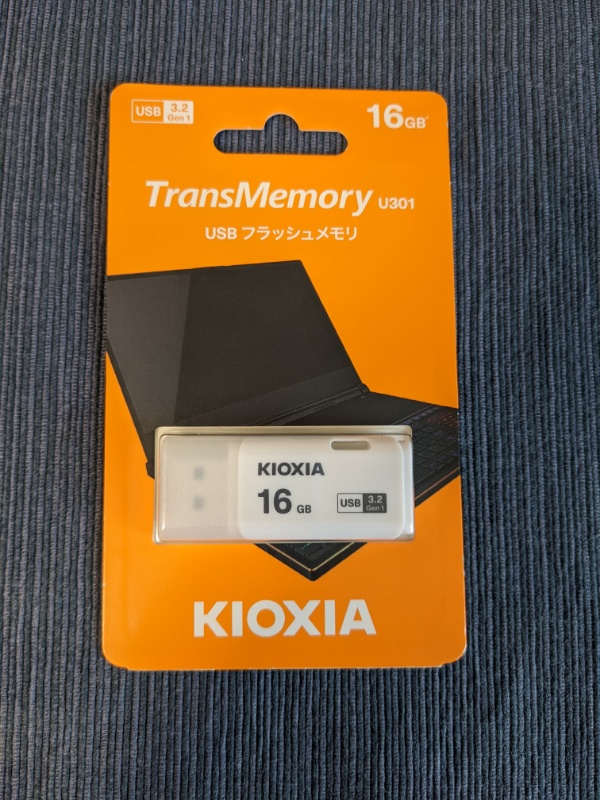 USB 3.2 Gen 1
16GB*
TransMemory U301
USB フラッシュメモリ
KIOXIA
16 GB
USB 3.2 Gen 1
KIOXIA